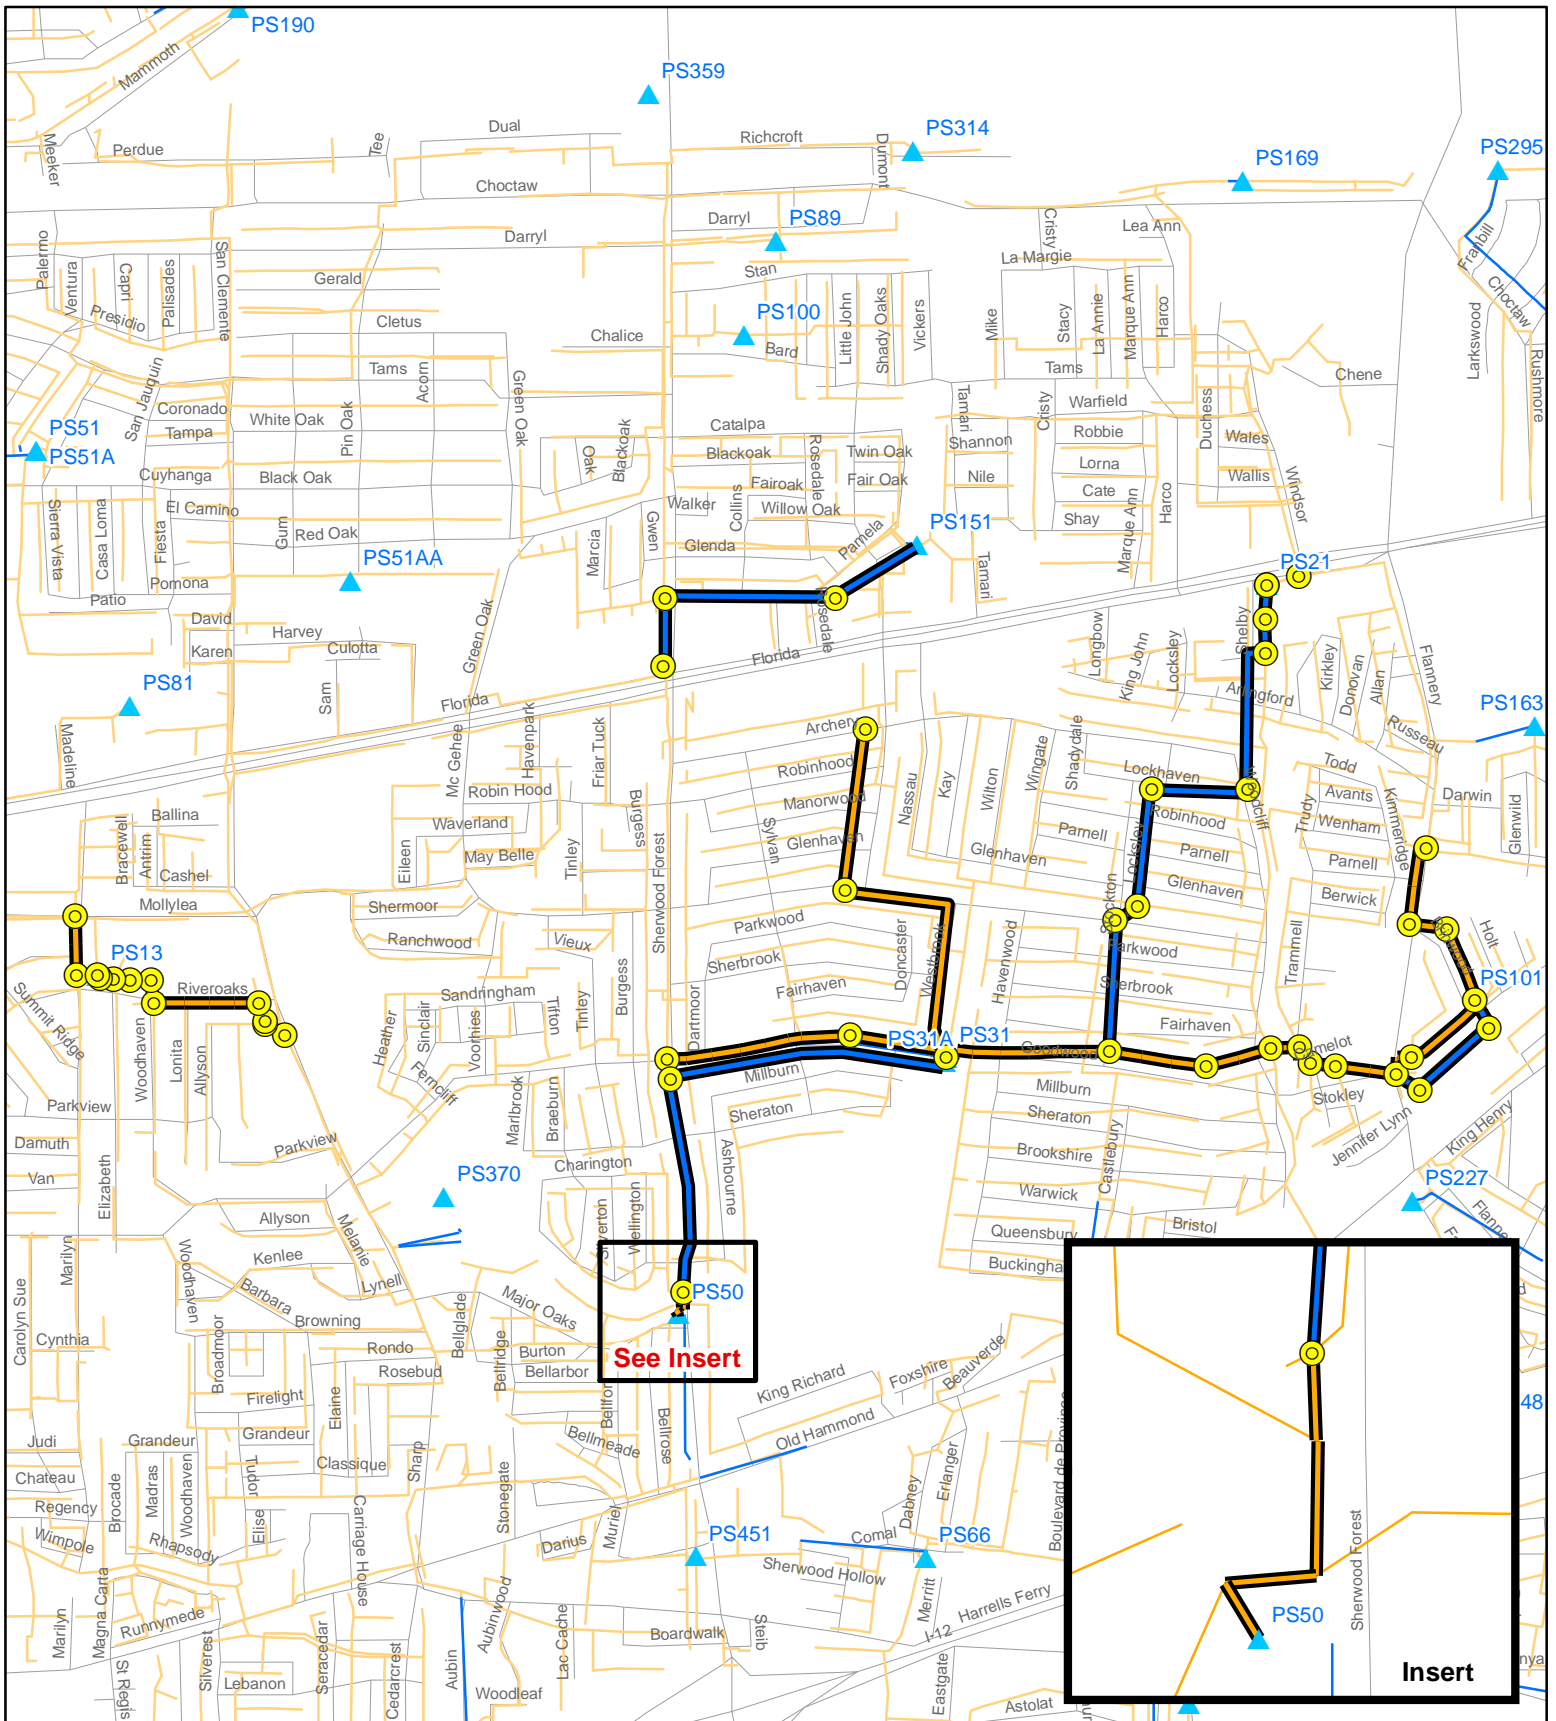 PS190
Mammoth
PS359
Meeker
Perdue
Tee
Dual
Richcroft
Dumont
PS314
PS169
PS295
Choctaw
Palermo
Ventura
Capri
Presidio
Palisades
San Clemente
Darryl
Darryl
PS89
Cristy
Lea Ann
La Margie
Franbill
Choctaw
Gerald
Stan
Cletus
Chalice
PS100
Bard
Little John
Shady Oaks
Vickers
Mike
Stacy
La Annie
Marque Ann
Harco
Larkswood
Rushmore
San Jauquin
Tams
Acorn
Green Oak
Tams
Chene
Coronado
Tampa
White Oak
Pin Oak
PS51
PS51A
Cuyhanga
Black Oak
Oak
Blackoak
Catalpa
Blackoak
Rosedale
Twin Oak
Fairoak
Fair Oak
Tamari
Shannon
Nile
Cristy
Warfield
Robbie
Lorna
Cate
Shay
Duchess
Wales
Wallis
Windsor
Sierra Vista
Casa Loma
El Camino
Fiesta
Gum
Red Oak
Walker
Collins
Willow Oak
Gwen
Marcia
Glenda
Pamela
PS151
Marque Ann
Harco
Pomona
Patio
PS51AA
Tamari
PS21
David
Karen
Harvey
Culotta
Sam
Green Oak
Rosedale
Florida
Longbow
King John
Locksley
Shelby
Arlingford
Kirkley
Donovan
Allan
Flannery
Russeau
PS81
Florida
PS163
Madeline
Mc Gehee
Havenpark
Friar Tuck
Archery
Robinhood
Manorwood
Glenhaven
Sylvan
Nassau
Kay
Wilton
Wingate
Shadydale
Lockhaven
Robinhood
Todd
Avants
Wenham
Trudy
Parnell
Kimmeridge
Darwin
Glenwild
Robin Hood
Waverland
May Belle
Burgess
Tinley
Eileen
Sherwood Forest
Ballina
Bracewell
Antrim
Cashel
Mollylea
Shermoor
Ranchwood
Vieux
Parkwood
Sherbrook
Fairhaven
Doncaster
Westbrook
Glenhaven
Parnell
Locksley
Parnell
Glenhaven
Berwick
Havenwood
Parkwood
Sherbrook
Fairhaven
Trammell
Holt
PS13
Riveroaks
Summit Ridge
Woodhaven
Lonita
Allyson
Sandringham
Heather
Sinclair
Voorhies
Tifton
Tinley
Burgess
Dartmoor
PS31A
PS31
Goodwood
Camelot
PS101
Ferncliff
Millburn
Sheraton
Millburn
Sheraton
Stokley
Jennifer Lynn
King Henry
Parkview
Damuth
Van
Elizabeth
Parkview
Marlbrook
Braeburn
Charington
Ashbourne
Brookshire
Castlebury
Warwick
Queensbury
Bristol
PS227
PS370
Allyson
Melanie
Kenlee
Lynell
Barbara
Browning
Woodhaven
Marilyn
Silverton
Wellington
Carolyn Sue
Cynthia
Broadmoor
Rondo
Rosebud
Bellglade
Major Oaks
Bellridge
Burton
Bellarbor
PS50
See Insert
King Richard
Foxshire
Beauverde
Firelight
Elaine
Bellmeade
Bellrose
Old Hammond
48
Judi
Chateau
Regency
Wimpole
Grandeur
Grandeur
Brocade
Madras
Woodhaven
Tudor
Classique
Sharp
Stonegate
Elise
Carriage House
Rhapsody
Darius
Muriel
PS451
Comal
PS66
Dabney
Erlanger
Sherwood Hollow
Sherwood Forest
PS50
Insert
Marilyn
Magna Carta
Runnymede
Silverest
Seracedar
Cedarcrest
Aubin
Aubinwood
Lac Cache
Boardwalk
Steib
Merritt
Harrells Ferry
I-12
St Regis
Lebanon
Woodleaf
Eastgate
Astolat